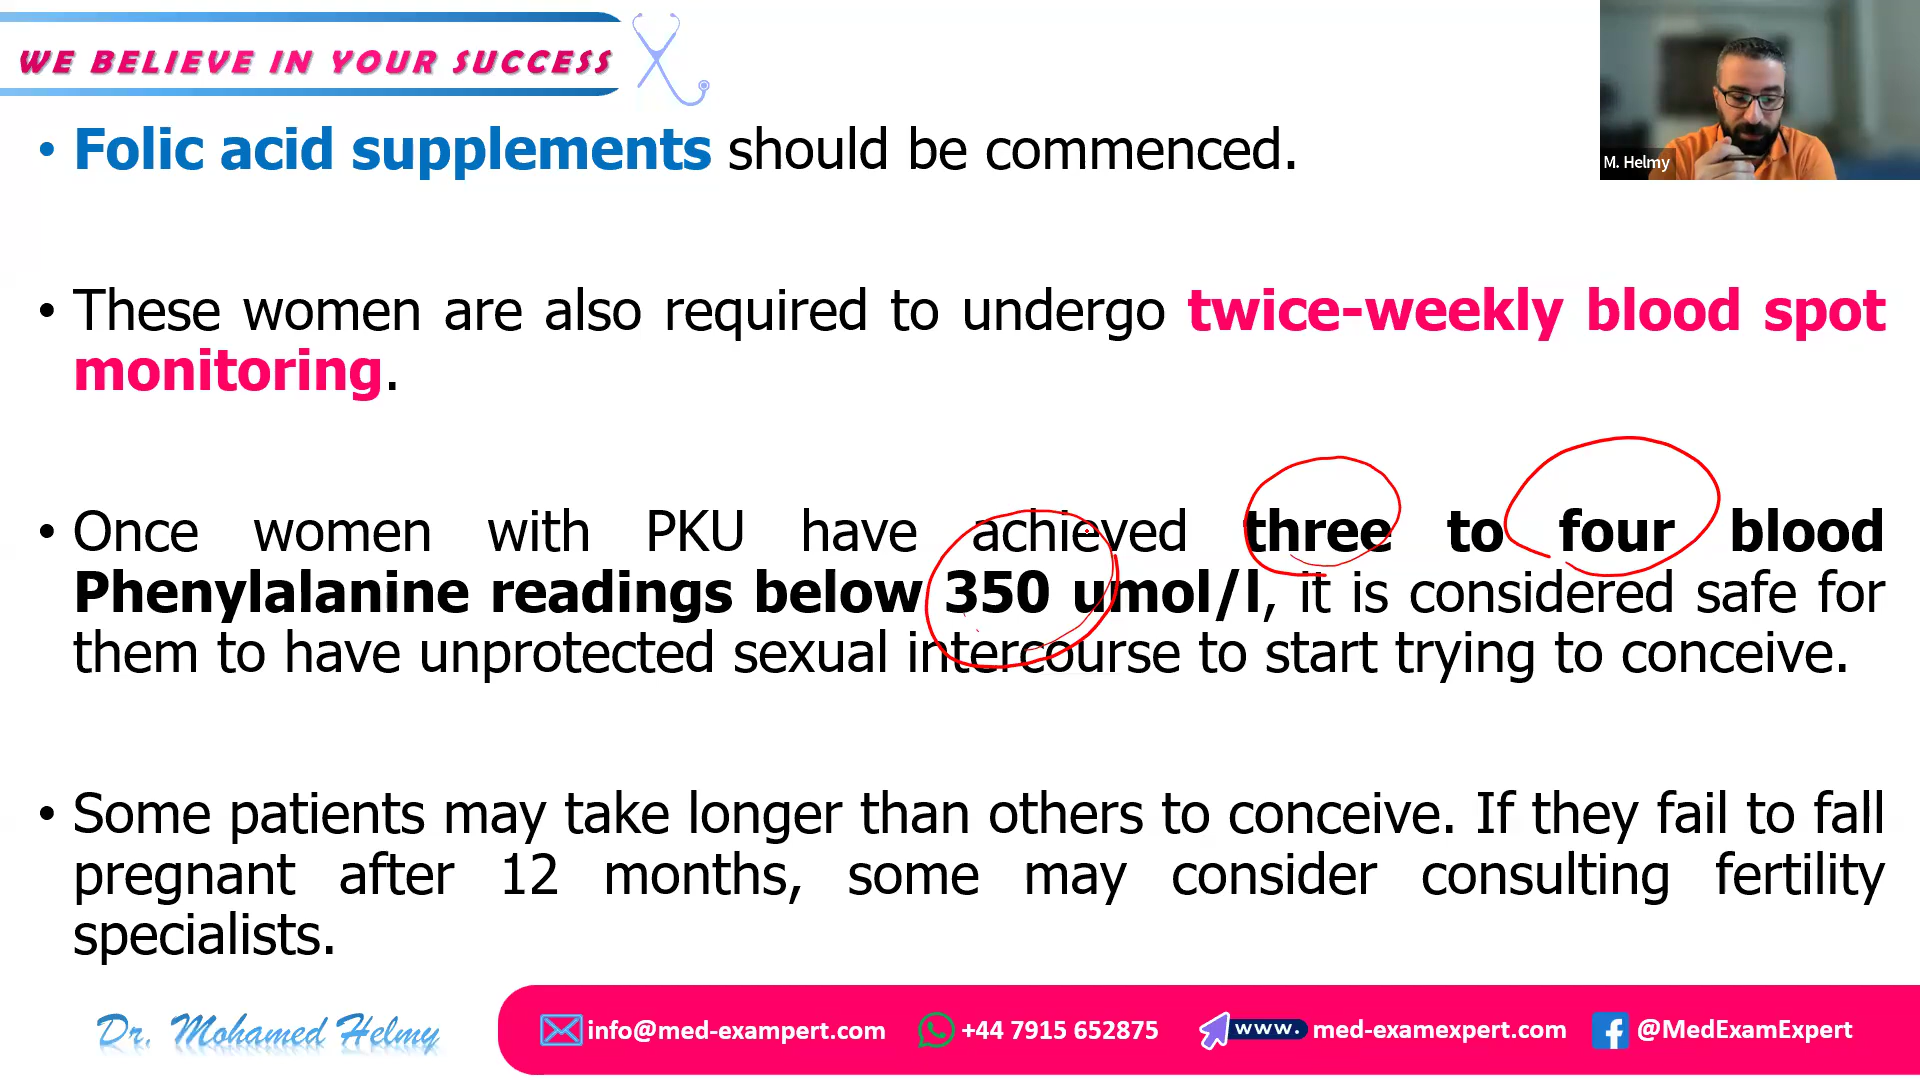 WE BELIEVE IN YOUR SUCCESS
M. Helmy
• Folic acid supplements should be commenced.
• These women are also required to undergo twice-weekly blood spot
monitoring.
• Once women with PKU have achieved three to four blood
Phenylalanine readings below 350 umol/l, it is considered safe for
them to have unprotected sexual intercourse to start trying to conceive.
• Some patients may take longer than others to conceive. If they fail to fall
pregnant after 12 months, some may consider consulting fertility
specialists.
Dr. Mohamed Helmy
info@med-exampert.com
+44 7915 652875
www. med-examexpert.com
@MedExamExpert